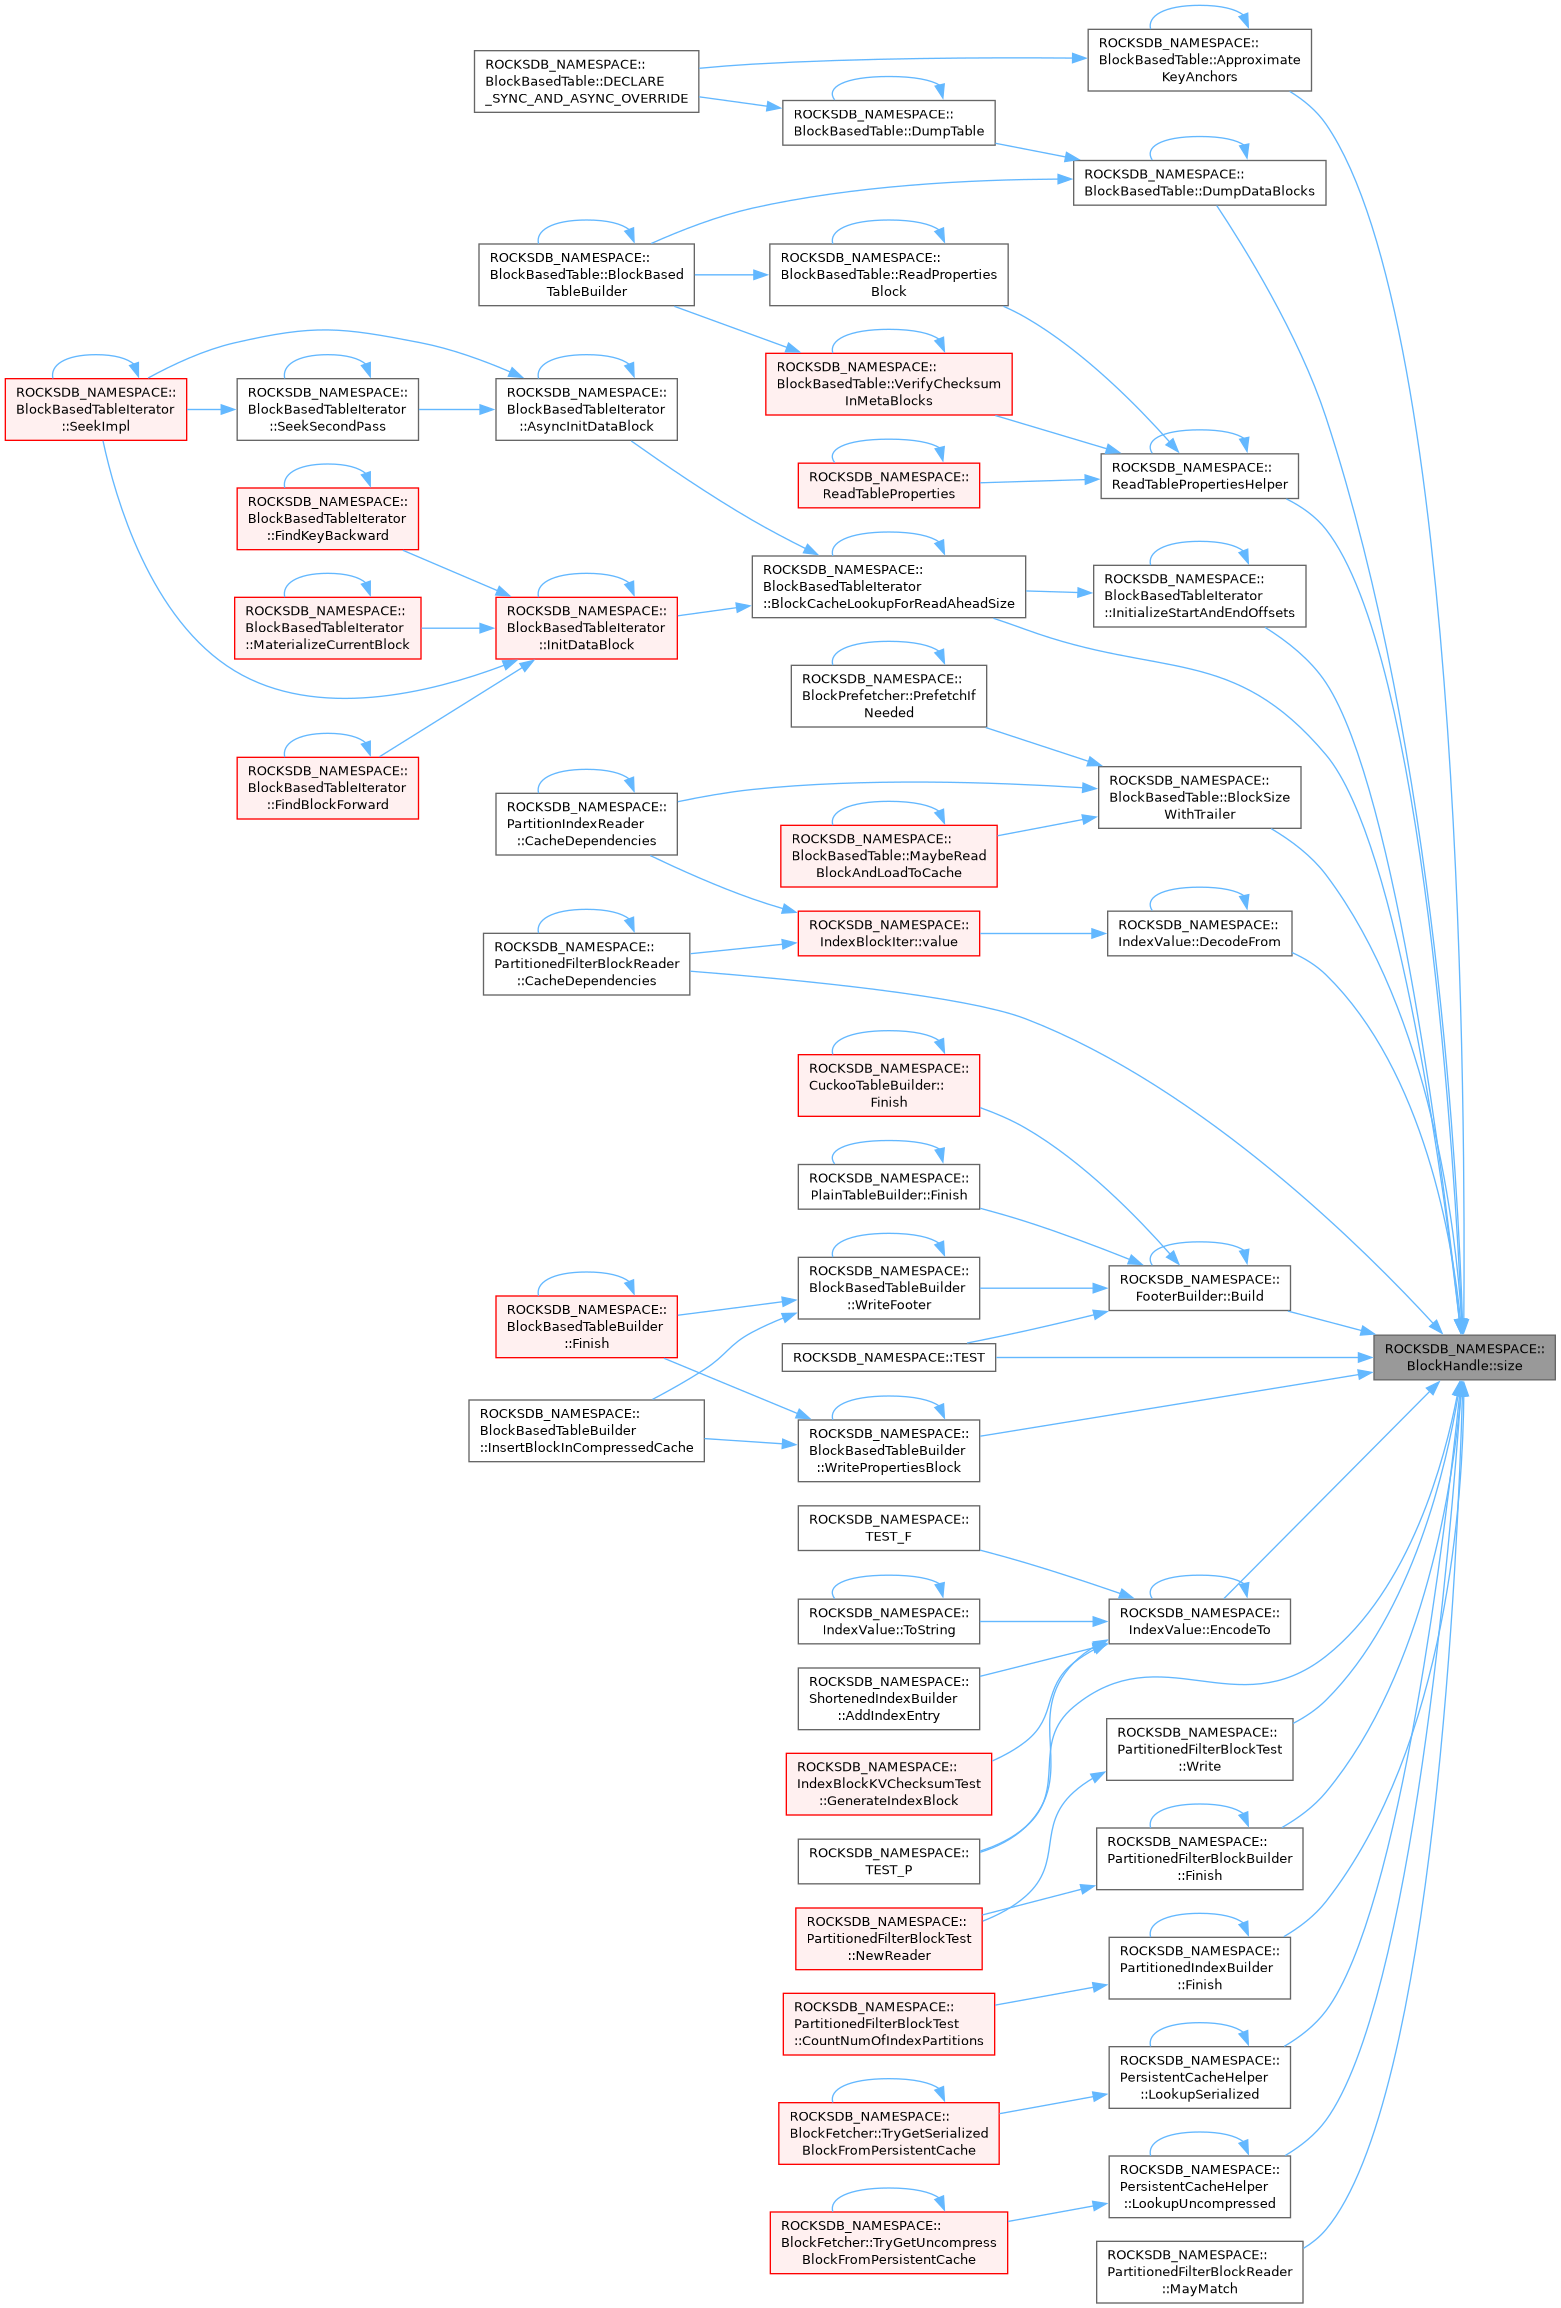 ROCKSDB_NAMESPACE::
BlockBasedTable::Approximate
KeyAnchors
ROCKSDB_NAMESPACE::
BlockBasedTable::DECLARE
_SYNC_AND_ASYNC_OVERRIDE
ROCKSDB_NAMESPACE::
BlockBasedTable::DumpTable
ROCKSDB_NAMESPACE::
BlockBasedTable::DumpDataBlocks
ROCKSDB_NAMESPACE::
BlockBasedTable::BlockBased
TableBuilder
ROCKSDB_NAMESPACE::
BlockBasedTable::ReadProperties
Block
ROCKSDB_NAMESPACE::
BlockBasedTable::VerifyChecksum
InMetaBlocks
ROCKSDB_NAMESPACE::
BlockBasedTableIterator
::SeekImpl
ROCKSDB_NAMESPACE::
BlockBasedTableIterator
::SeekSecondPass
ROCKSDB_NAMESPACE::
BlockBasedTableIterator
::AsyncInitDataBlock
ROCKSDB_NAMESPACE::
ReadTableProperties
ROCKSDB_NAMESPACE::
ReadTablePropertiesHelper
ROCKSDB_NAMESPACE::
BlockBasedTableIterator
::FindKeyBackward
ROCKSDB_NAMESPACE::
BlockBasedTableIterator
::BlockCacheLookupForReadAheadSize
ROCKSDB_NAMESPACE::
BlockBasedTableIterator
::InitializeStartAndEndOffsets
ROCKSDB_NAMESPACE::
BlockBasedTableIterator
::MaterializeCurrentBlock
ROCKSDB_NAMESPACE::
BlockBasedTableIterator
::InitDataBlock
ROCKSDB_NAMESPACE::
BlockPrefetcher::PrefetchIf
Needed
ROCKSDB_NAMESPACE::
BlockBasedTableIterator
::FindBlockForward
ROCKSDB_NAMESPACE::
PartitionIndexReader
::CacheDependencies
ROCKSDB_NAMESPACE::
BlockBasedTable::BlockSize
WithTrailer
ROCKSDB_NAMESPACE::
BlockBasedTable::MaybeRead
BlockAndLoadToCache
ROCKSDB_NAMESPACE::
PartitionedFilterBlockReader
::CacheDependencies
ROCKSDB_NAMESPACE::
IndexBlockIter::value
ROCKSDB_NAMESPACE::
IndexValue::DecodeFrom
ROCKSDB_NAMESPACE::
CuckooTableBuilder::
Finish
ROCKSDB_NAMESPACE::
PlainTableBuilder::Finish
ROCKSDB_NAMESPACE::
BlockBasedTableBuilder
::WriteFooter
ROCKSDB_NAMESPACE::
FooterBuilder::Build
ROCKSDB_NAMESPACE::
BlockBasedTableBuilder
::Finish
ROCKSDB_NAMESPACE::TEST
ROCKSDB_NAMESPACE::
BlockHandle::size
ROCKSDB_NAMESPACE::
BlockBasedTableBuilder
::InsertBlockInCompressedCache
ROCKSDB_NAMESPACE::
BlockBasedTableBuilder
::WritePropertiesBlock
ROCKSDB_NAMESPACE::
TEST_F
ROCKSDB_NAMESPACE::
IndexValue::ToString
ROCKSDB_NAMESPACE::
IndexValue::EncodeTo
ROCKSDB_NAMESPACE::
ShortenedIndexBuilder
::AddIndexEntry
ROCKSDB_NAMESPACE::
IndexBlockKVChecksumTest
::GenerateIndexBlock
ROCKSDB_NAMESPACE::
PartitionedFilterBlockTest
::Write
ROCKSDB_NAMESPACE::
TEST_P
ROCKSDB_NAMESPACE::
PartitionedFilterBlockBuilder
::Finish
ROCKSDB_NAMESPACE::
PartitionedFilterBlockTest
::NewReader
ROCKSDB_NAMESPACE::
PartitionedIndexBuilder
::Finish
ROCKSDB_NAMESPACE::
PartitionedFilterBlockTest
::CountNumOfIndexPartitions
ROCKSDB_NAMESPACE::
PersistentCacheHelper
::LookupSerialized
ROCKSDB_NAMESPACE::
BlockFetcher::TryGetSerialized
BlockFromPersistentCache
ROCKSDB_NAMESPACE::
PersistentCacheHelper
::LookupUncompressed
ROCKSDB_NAMESPACE::
BlockFetcher::TryGetUncompress
BlockFromPersistentCache
ROCKSDB_NAMESPACE::
PartitionedFilterBlockReader
::MayMatch